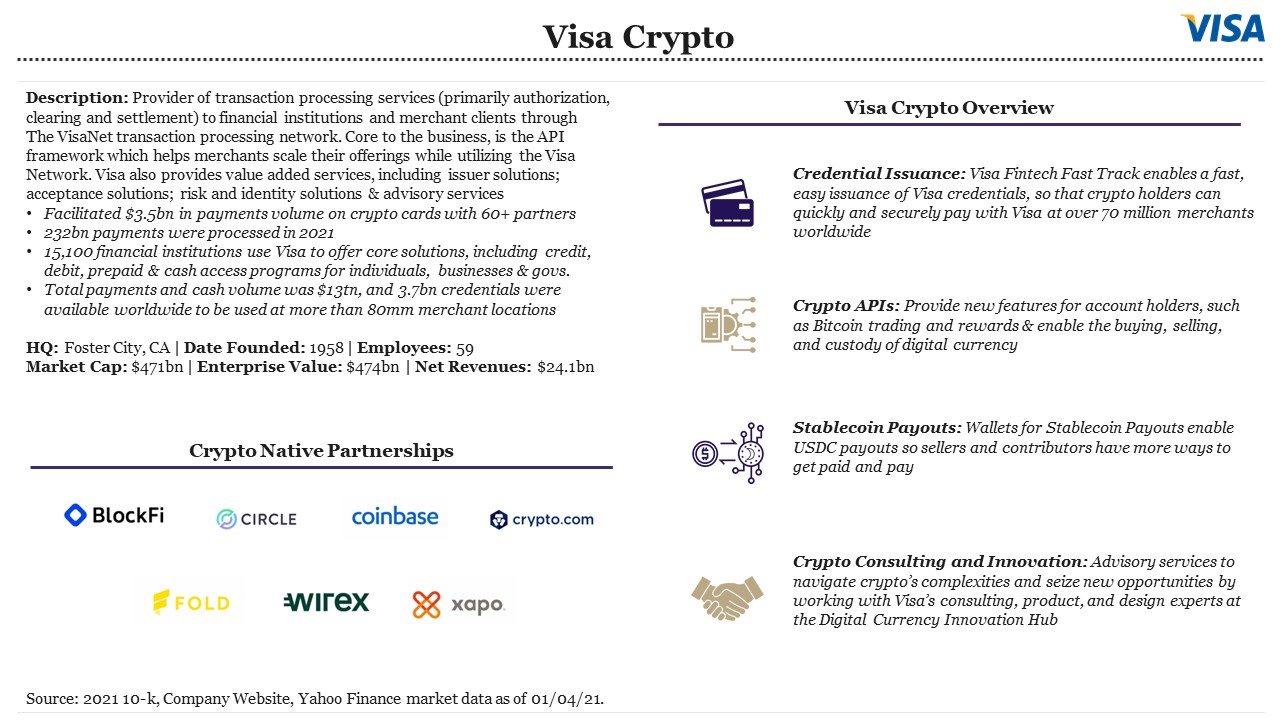 Visa Crypto
VISA
Description: Provider of transaction processing services (primarily authorization,
clearing and settlement) to financial institutions and merchant clients through
The VisaNet transaction processing network. Core to the business, is the API
framework which helps merchants scale their offerings while utilizing the Visa
Network. Visa also provides value added services, including issuer solutions;
acceptance solutions; risk and identity solutions & advisory services
• Facilitated $3.5bn in payments volume on crypto cards with 60+ partners
• 232bn payments were processed in 2021
• 15,100 financial institutions use Visa to offer core solutions, including credit,
debit, prepaid & cash access programs for individuals, businesses & govs.
• Total payments and cash volume was $13tn, and 3.7bn credentials were
available worldwide to be used at more than 80mm merchant locations
HQ: Foster City, CA | Date Founded: 1958 | Employees: 59
Market Cap: $471bn | Enterprise Value: $474bn | Net Revenues: $24.1bn
Crypto Native Partnerships
BlockFi
CIRCLE
coinbase
crypto.com
FOLD
wirex
xapo.
Visa Crypto Overview
Credential Issuance: Visa Fintech Fast Track enables a fast,
easy issuance of Visa credentials, so that crypto holders can
quickly and securely pay with Visa at over 70 million merchants
worldwide
Crypto APIs: Provide new features for account holders, such
as Bitcoin trading and rewards & enable the buying, selling,
and custody of digital currency
Stablecoin Payouts: Wallets for Stablecoin Payouts enable
USDC payouts so sellers and contributors have more ways to
get paid and pay
Crypto Consulting and Innovation: Advisory services to
navigate crypto's complexities and seize new opportunities by
working with Visa's consulting, product, and design experts at
the Digital Currency Innovation Hub
Source: 2021 10-k, Company Website, Yahoo Finance market data as of 01/04/21.